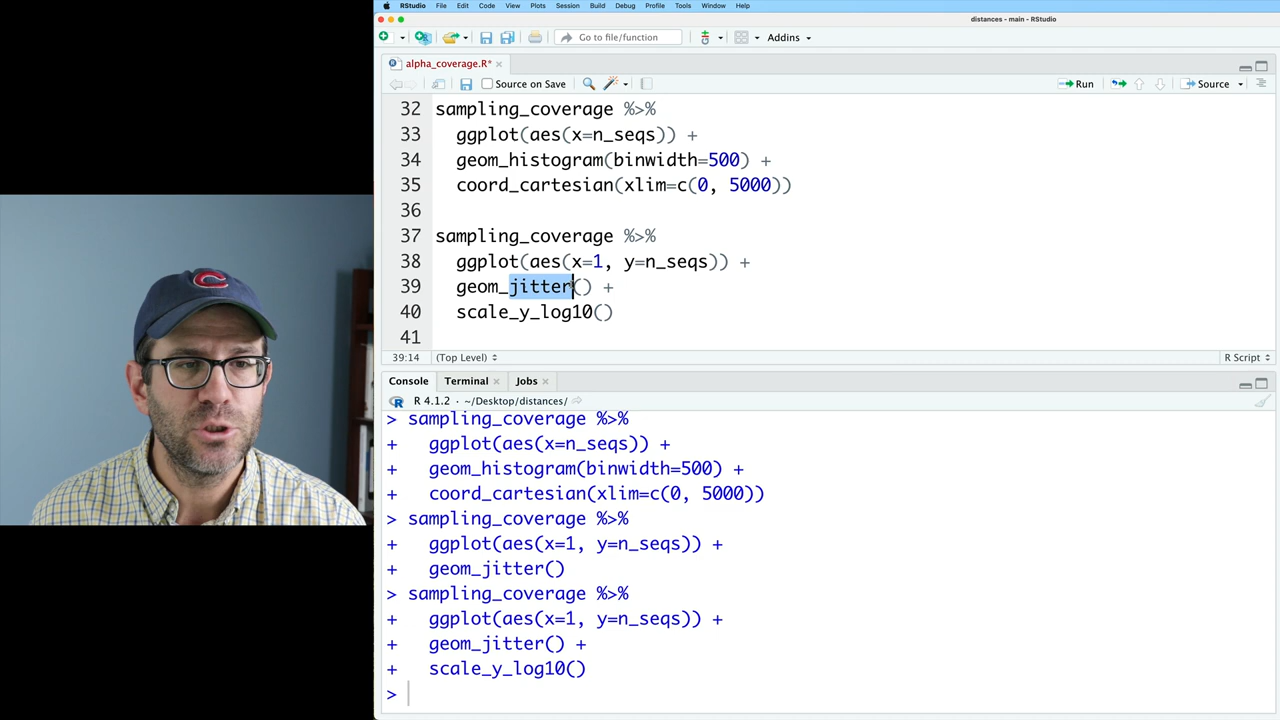 RStudio File Edit Code View Plots Session Build Debug Profile Tools Window Help
distances - main - RStudio
Go to file/function Addins
alpha_coverage.R*
Source on Save Run Source
32 sampling_coverage %>%
33 ggplot(aes(x=n_seqs)) +
34 geom_histogram(binwidth=500) +
35 coord_cartesian(xlim=c(0, 5000))
36
37 sampling_coverage %>%
38 ggplot(aes(x=1, y=n_seqs)) +
39 geom_jitter() +
40 scale_y_log10()
41
39:14 (Top Level) R Script
Console Terminal Jobs
R 4.1.2 · ~/Desktop/distances/
> sampling_coverage %>%
+ ggplot(aes(x=n_seqs)) +
+ geom_histogram(binwidth=500) +
+ coord_cartesian(xlim=c(0, 5000))
> sampling_coverage %>%
+ ggplot(aes(x=1, y=n_seqs)) +
+ geom_jitter()
> sampling_coverage %>%
+ ggplot(aes(x=1, y=n_seqs)) +
+ geom_jitter() +
+ scale_y_log10()
>